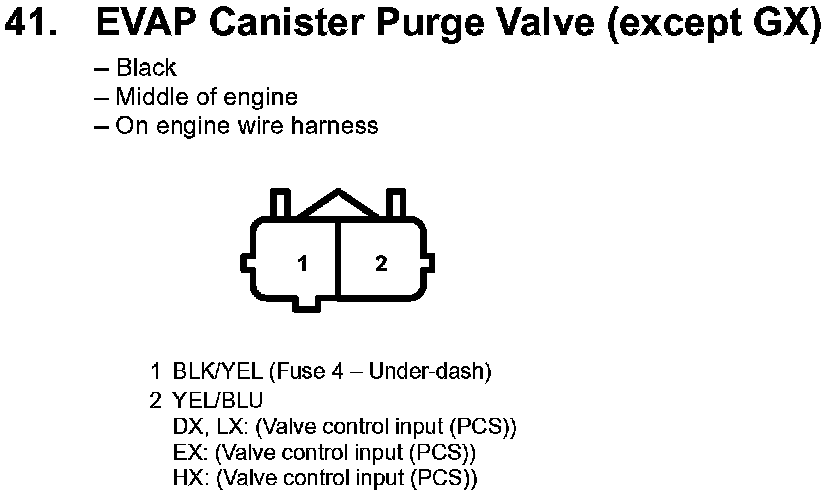 41. EVAP Canister Purge Valve (except GX)
– Black
– Middle of engine
– On engine wire harness
1 2
1 BLK/YEL (Fuse 4 – Under-dash)
2 YEL/BLU
DX, LX: (Valve control input (PCS))
EX: (Valve control input (PCS))
HX: (Valve control input (PCS))